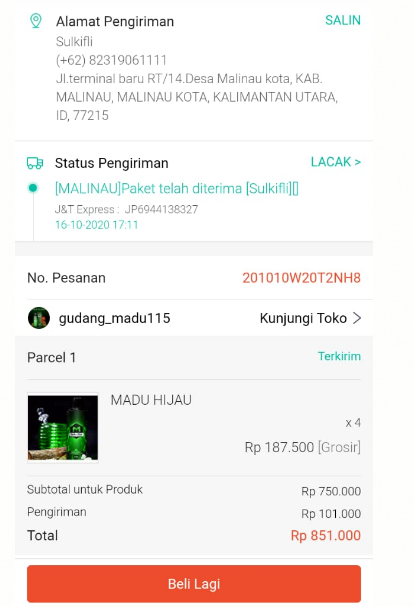 Alamat Pengiriman SALIN
Sulkifli
(+62) 82319061111
Jl.terminal baru RT/14.Desa Malinau kota, KAB.
MALINAU, MALINAU KOTA, KALIMANTAN UTARA,
ID, 77215
Status Pengiriman LACAK >
[MALINAU]Paket telah diterima [Sulkifli][]
J&T Express : JP6944138327
16-10-2020 17:11
No. Pesanan 201010W20T2NH8
gudang_madu115 Kunjungi Toko >
Parcel 1 Terkirim
MADU HIJAU
x 4
Rp 187.500 [Grosir]
Subtotal untuk Produk Rp 750.000
Pengiriman Rp 101.000
Total Rp 851.000
Beli Lagi